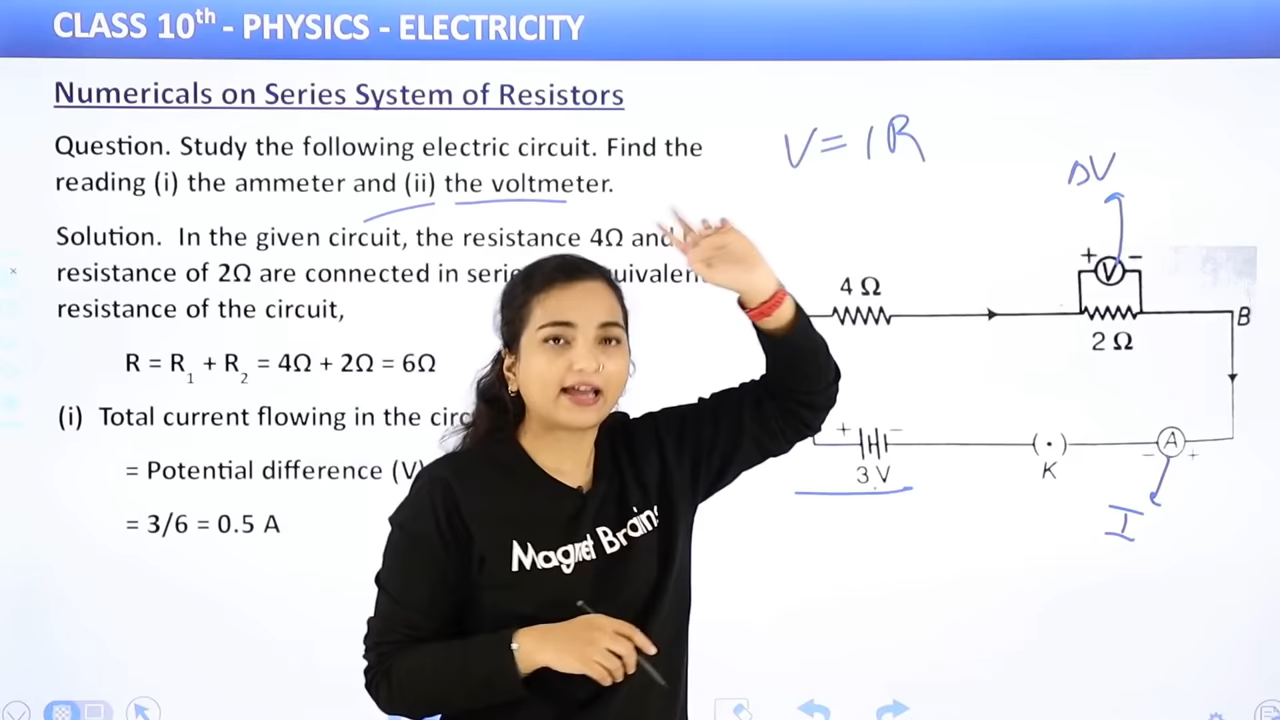 CLASS 10th - PHYSICS - ELECTRICITY
Numericals on Series System of Resistors
Question. Study the following electric circuit. Find the
reading (i) the ammeter and (ii) the voltmeter.
Solution. In the given circuit, the resistance 4Ω and
resistance of 2Ω are connected in
resistance of the circuit,
R = R1 + R2 = 4Ω + 2Ω = 6Ω
(i) Total current flowing in the
= Potential difference (V)
= 3/6 = 0.5 A
V = IR
ΔV
+ V −
4 Ω
2 Ω
B
+ −
3 V
K
− A +
I
Magnet Brains